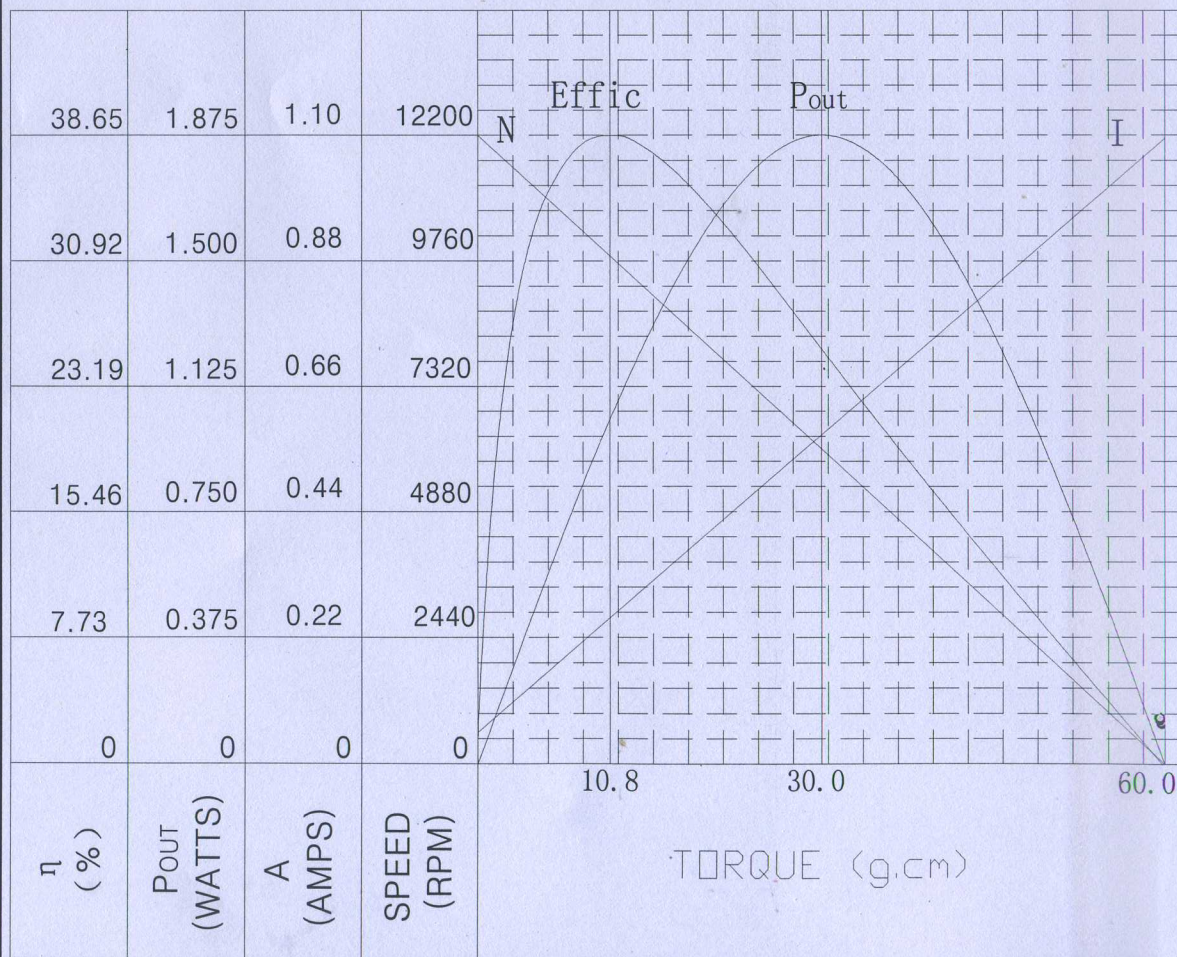 Effic Pout
38.65 1.875 1.10 12200 N I
30.92 1.500 0.88 9760
23.19 1.125 0.66 7320
15.46 0.750 0.44 4880
7.73 0.375 0.22 2440
0 0 0 0
10.8 30.0 60.0
η (%)
POUT (WATTS)
A (AMPS)
SPEED (RPM)
TORQUE (g.cm)